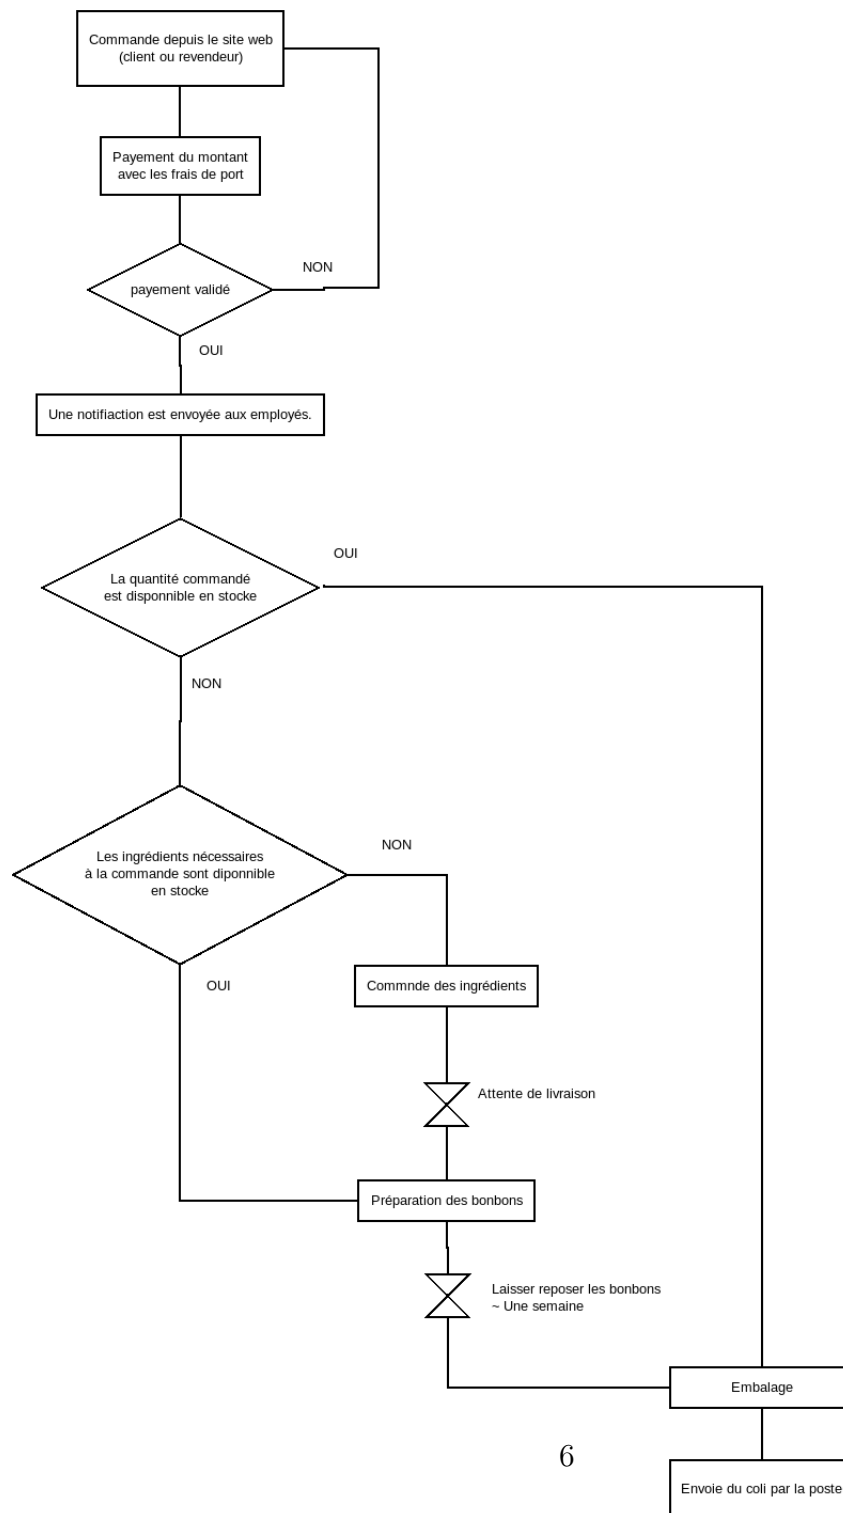 Commande depuis le site web
(client ou revendeur)
Payement du montant
avec les frais de port
NON
payement validé
OUI
Une notifiaction est envoyée aux employés.
OUI
La quantité commandé
est disponnible en stocke
NON
NON
Les ingrédients nécessaires
à la commande sont diponnible
en stocke
OUI
Commnde des ingrédients
Attente de livraison
Préparation des bonbons
Laisser reposer les bonbons
~ Une semaine
Embalage
6
Envoie du coli par la poste